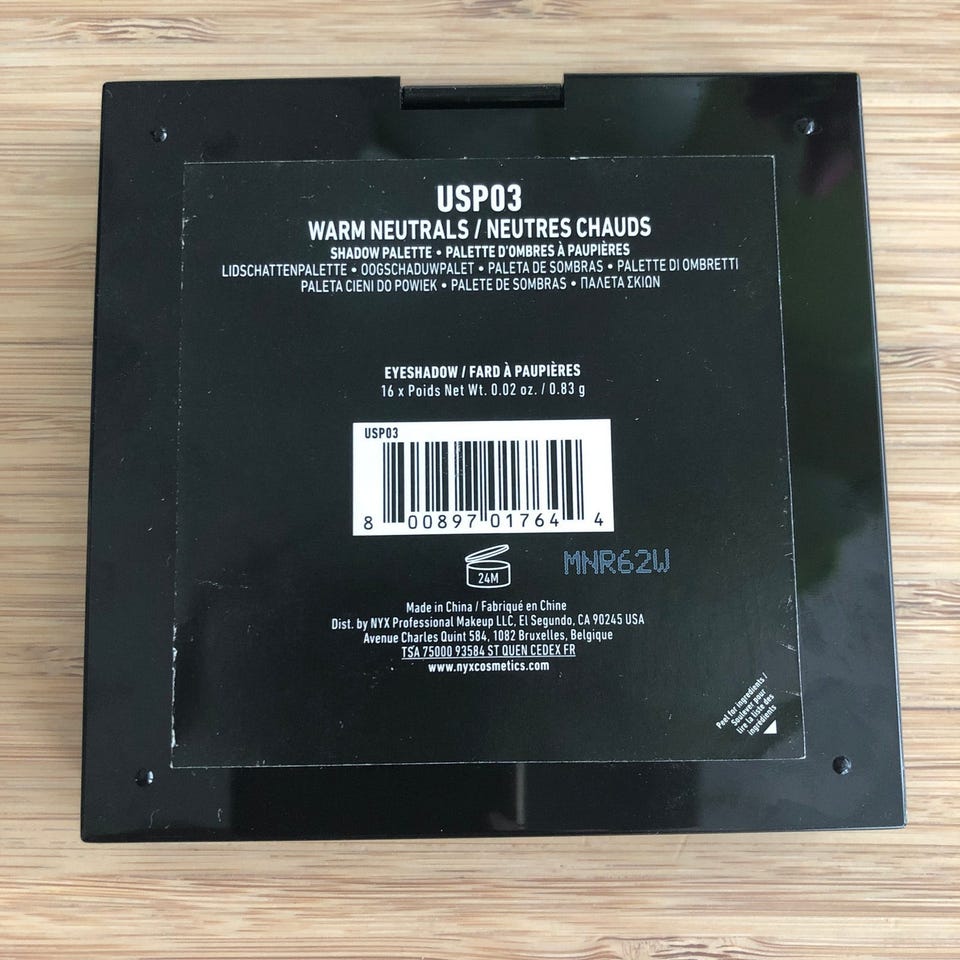 USP03
WARM NEUTRALS / NEUTRES CHAUDS
SHADOW PALETTE • PALETTE D'OMBRES À PAUPIÈRES
LIDSCHATTENPALETTE • OOGSCHADUWPALET • PALETA DE SOMBRAS • PALETTE DI OMBRETTI
PALETA CIENI DO POWIEK • PALETE DE SOMBRAS • ΠΑΛΕΤΑ ΣΚΙΩΝ
EYESHADOW / FARD À PAUPIÈRES
16 x Poids Net Wt. 0.02 oz. / 0.83 g
USP03
8 00897 01764 4
24M
MNR62W
Made in China / Fabriqué en Chine
Dist. by NYX Professional Makeup LLC, El Segundo, CA 90245 USA
Avenue Charles Quint 584, 1082 Bruxelles, Belgique
TSA 75000 93584 ST QUEN CEDEX FR
www.nyxcosmetics.com
Peel for ingredients /
Soulever pour
lire la liste des
ingrédients